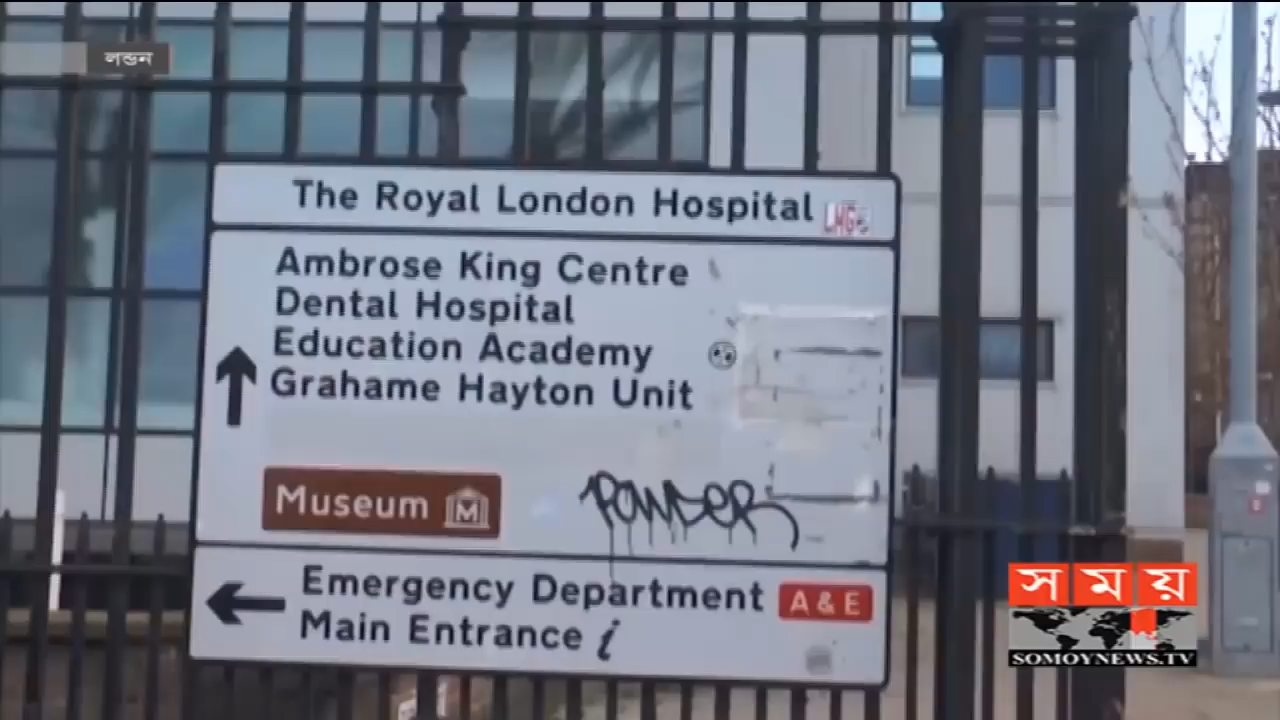 লন্ডন
The Royal London Hospital
Ambrose King Centre
Dental Hospital
Education Academy
Grahame Hayton Unit
Museum M
POWDER
Emergency Department A & E
Main Entrance i
সময়
SOMOYNEWS.TV